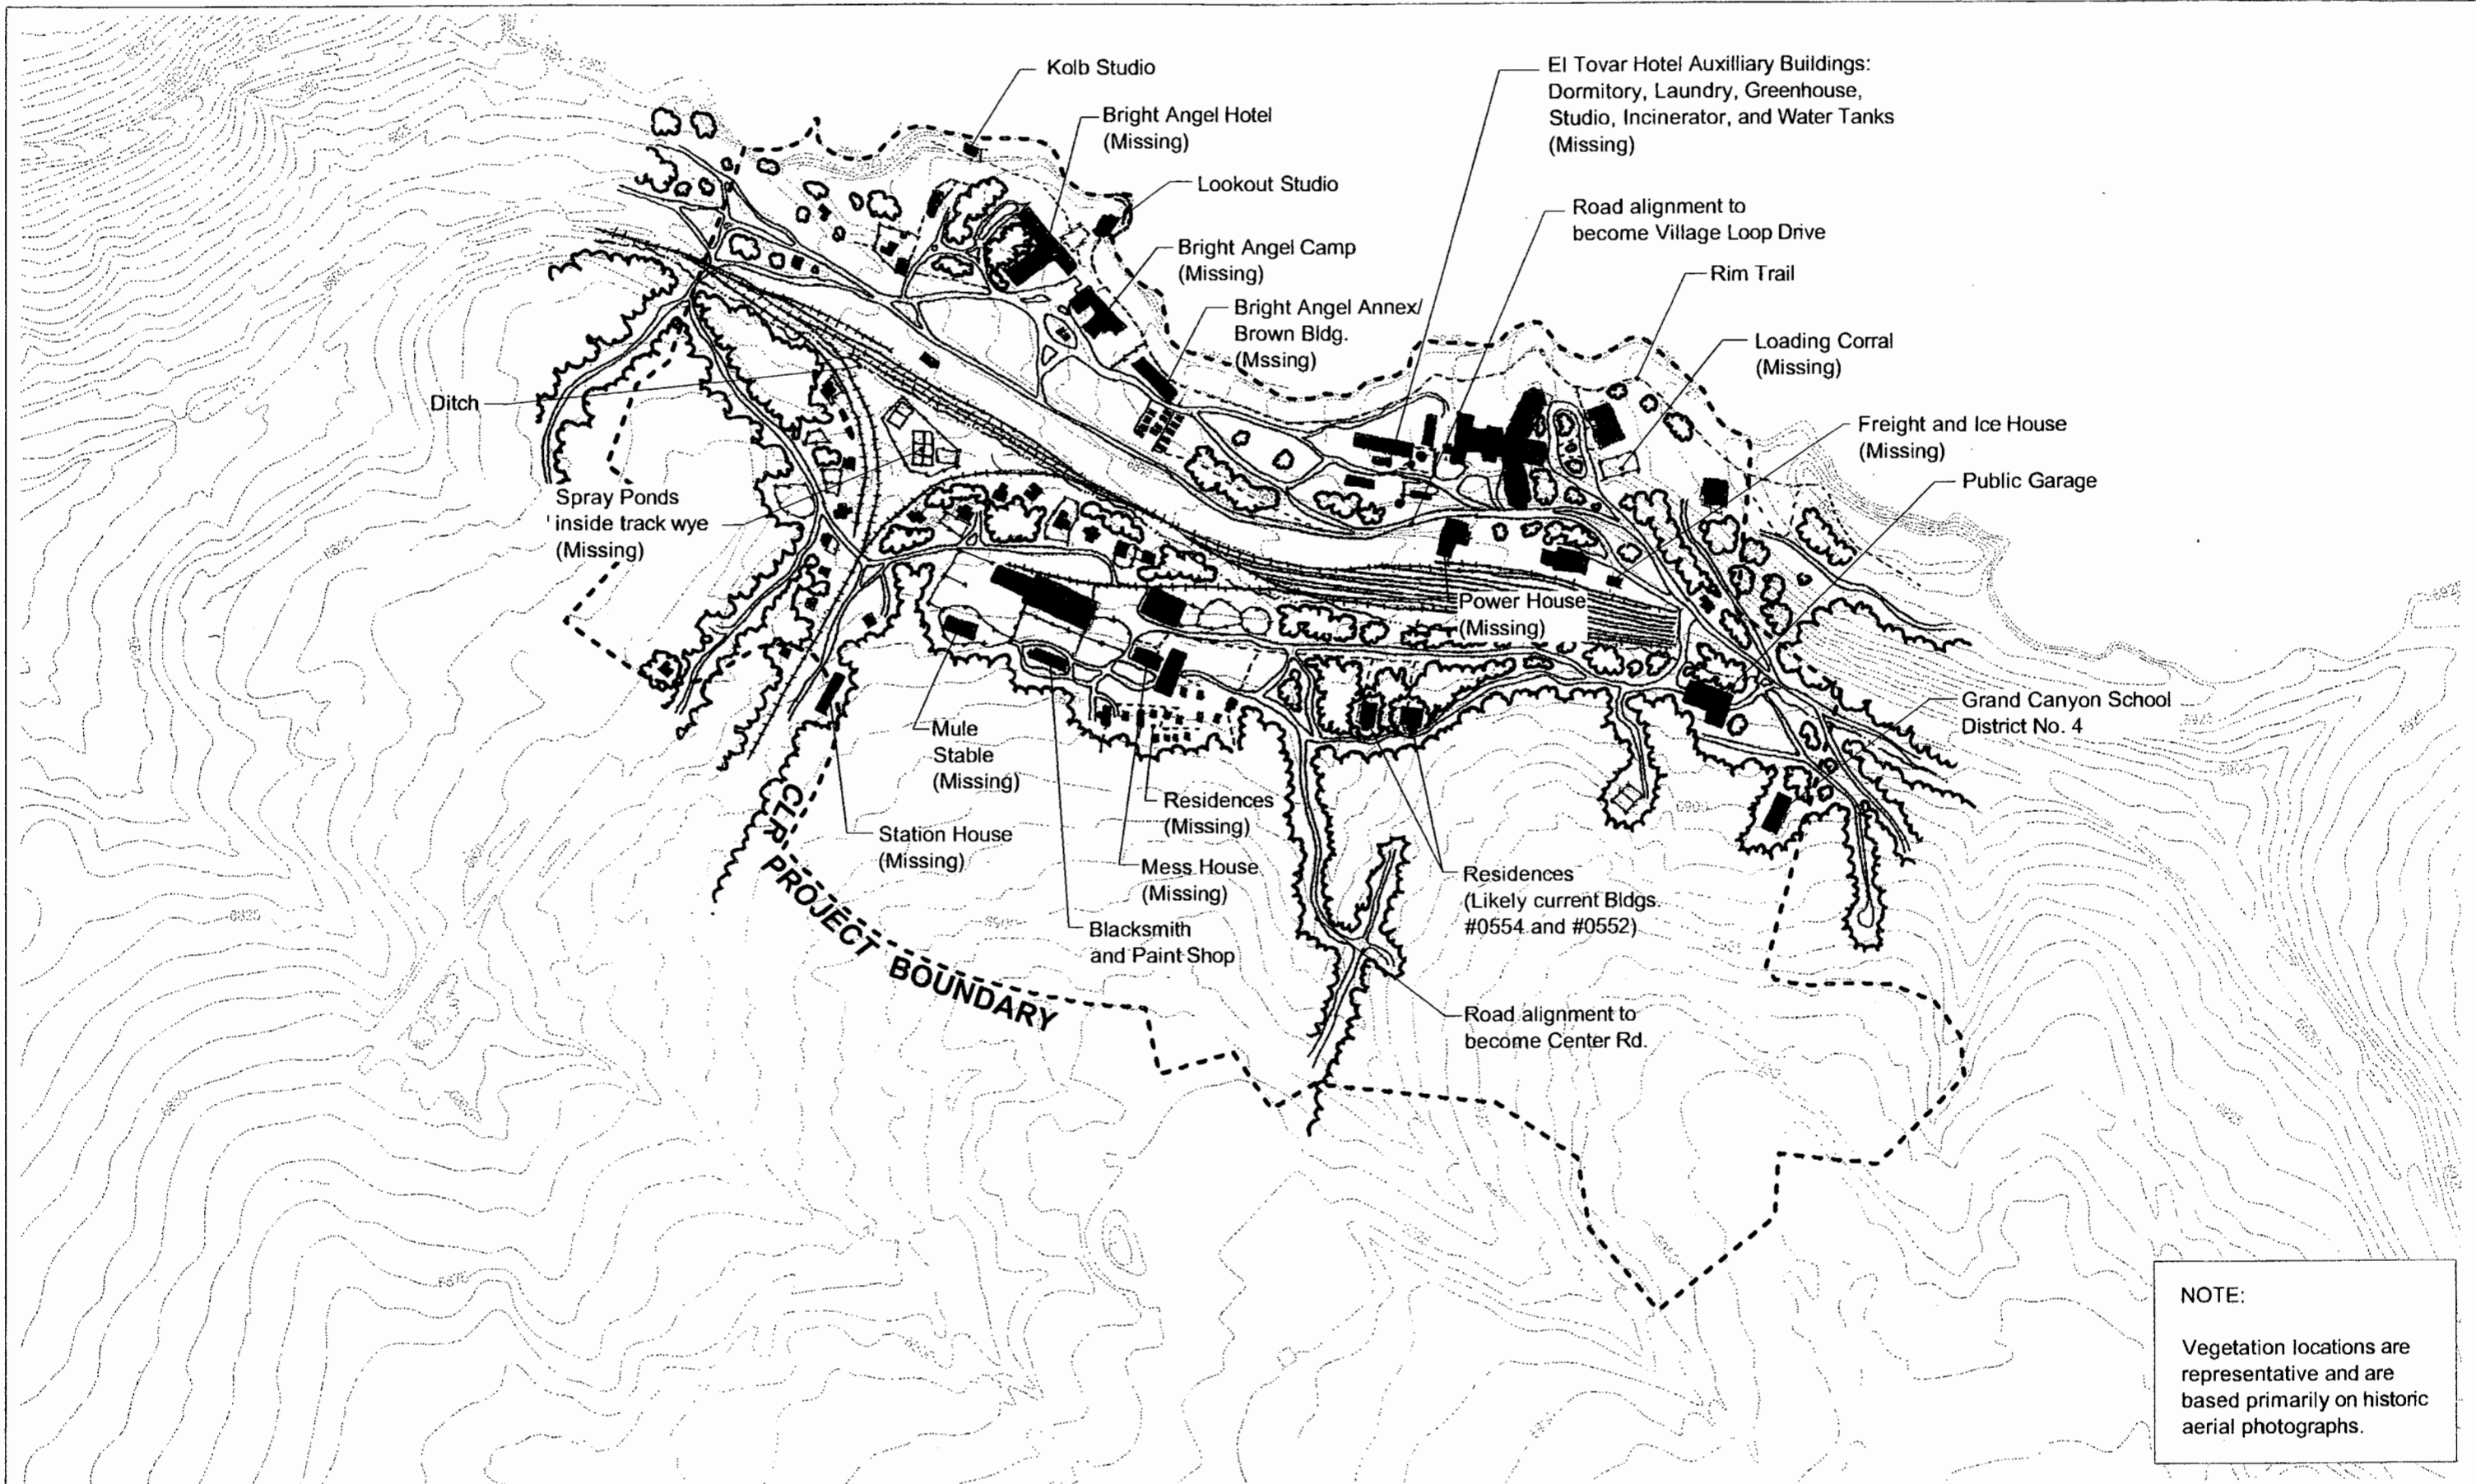 Kolb Studio
Bright Angel Hotel
(Missing)
Lookout Studio
Bright Angel Camp
(Missing)
Bright Angel Annex/
Brown Bldg.
(Mssing)
El Tovar Hotel Auxilliary Buildings:
Dormitory, Laundry, Greenhouse,
Studio, Incinerator, and Water Tanks
(Missing)
Road alignment to
become Village Loop Drive
Rim Trail
Loading Corral
(Missing)
Freight and Ice House
(Missing)
Public Garage
Ditch
Spray Ponds
inside track wye
(Missing)
Power House
(Missing)
Grand Canyon School
District No. 4
Mule
Stable
(Missing)
Station House
(Missing)
Residences
(Missing)
Mess House
(Missing)
Blacksmith
and Paint Shop
Residences
(Likely current Bldgs.
#0554 and #0552)
Road alignment to
become Center Rd.
CLR PROJECT BOUNDARY
NOTE:
Vegetation locations are
representative and are
based primarily on historic
aerial photographs.